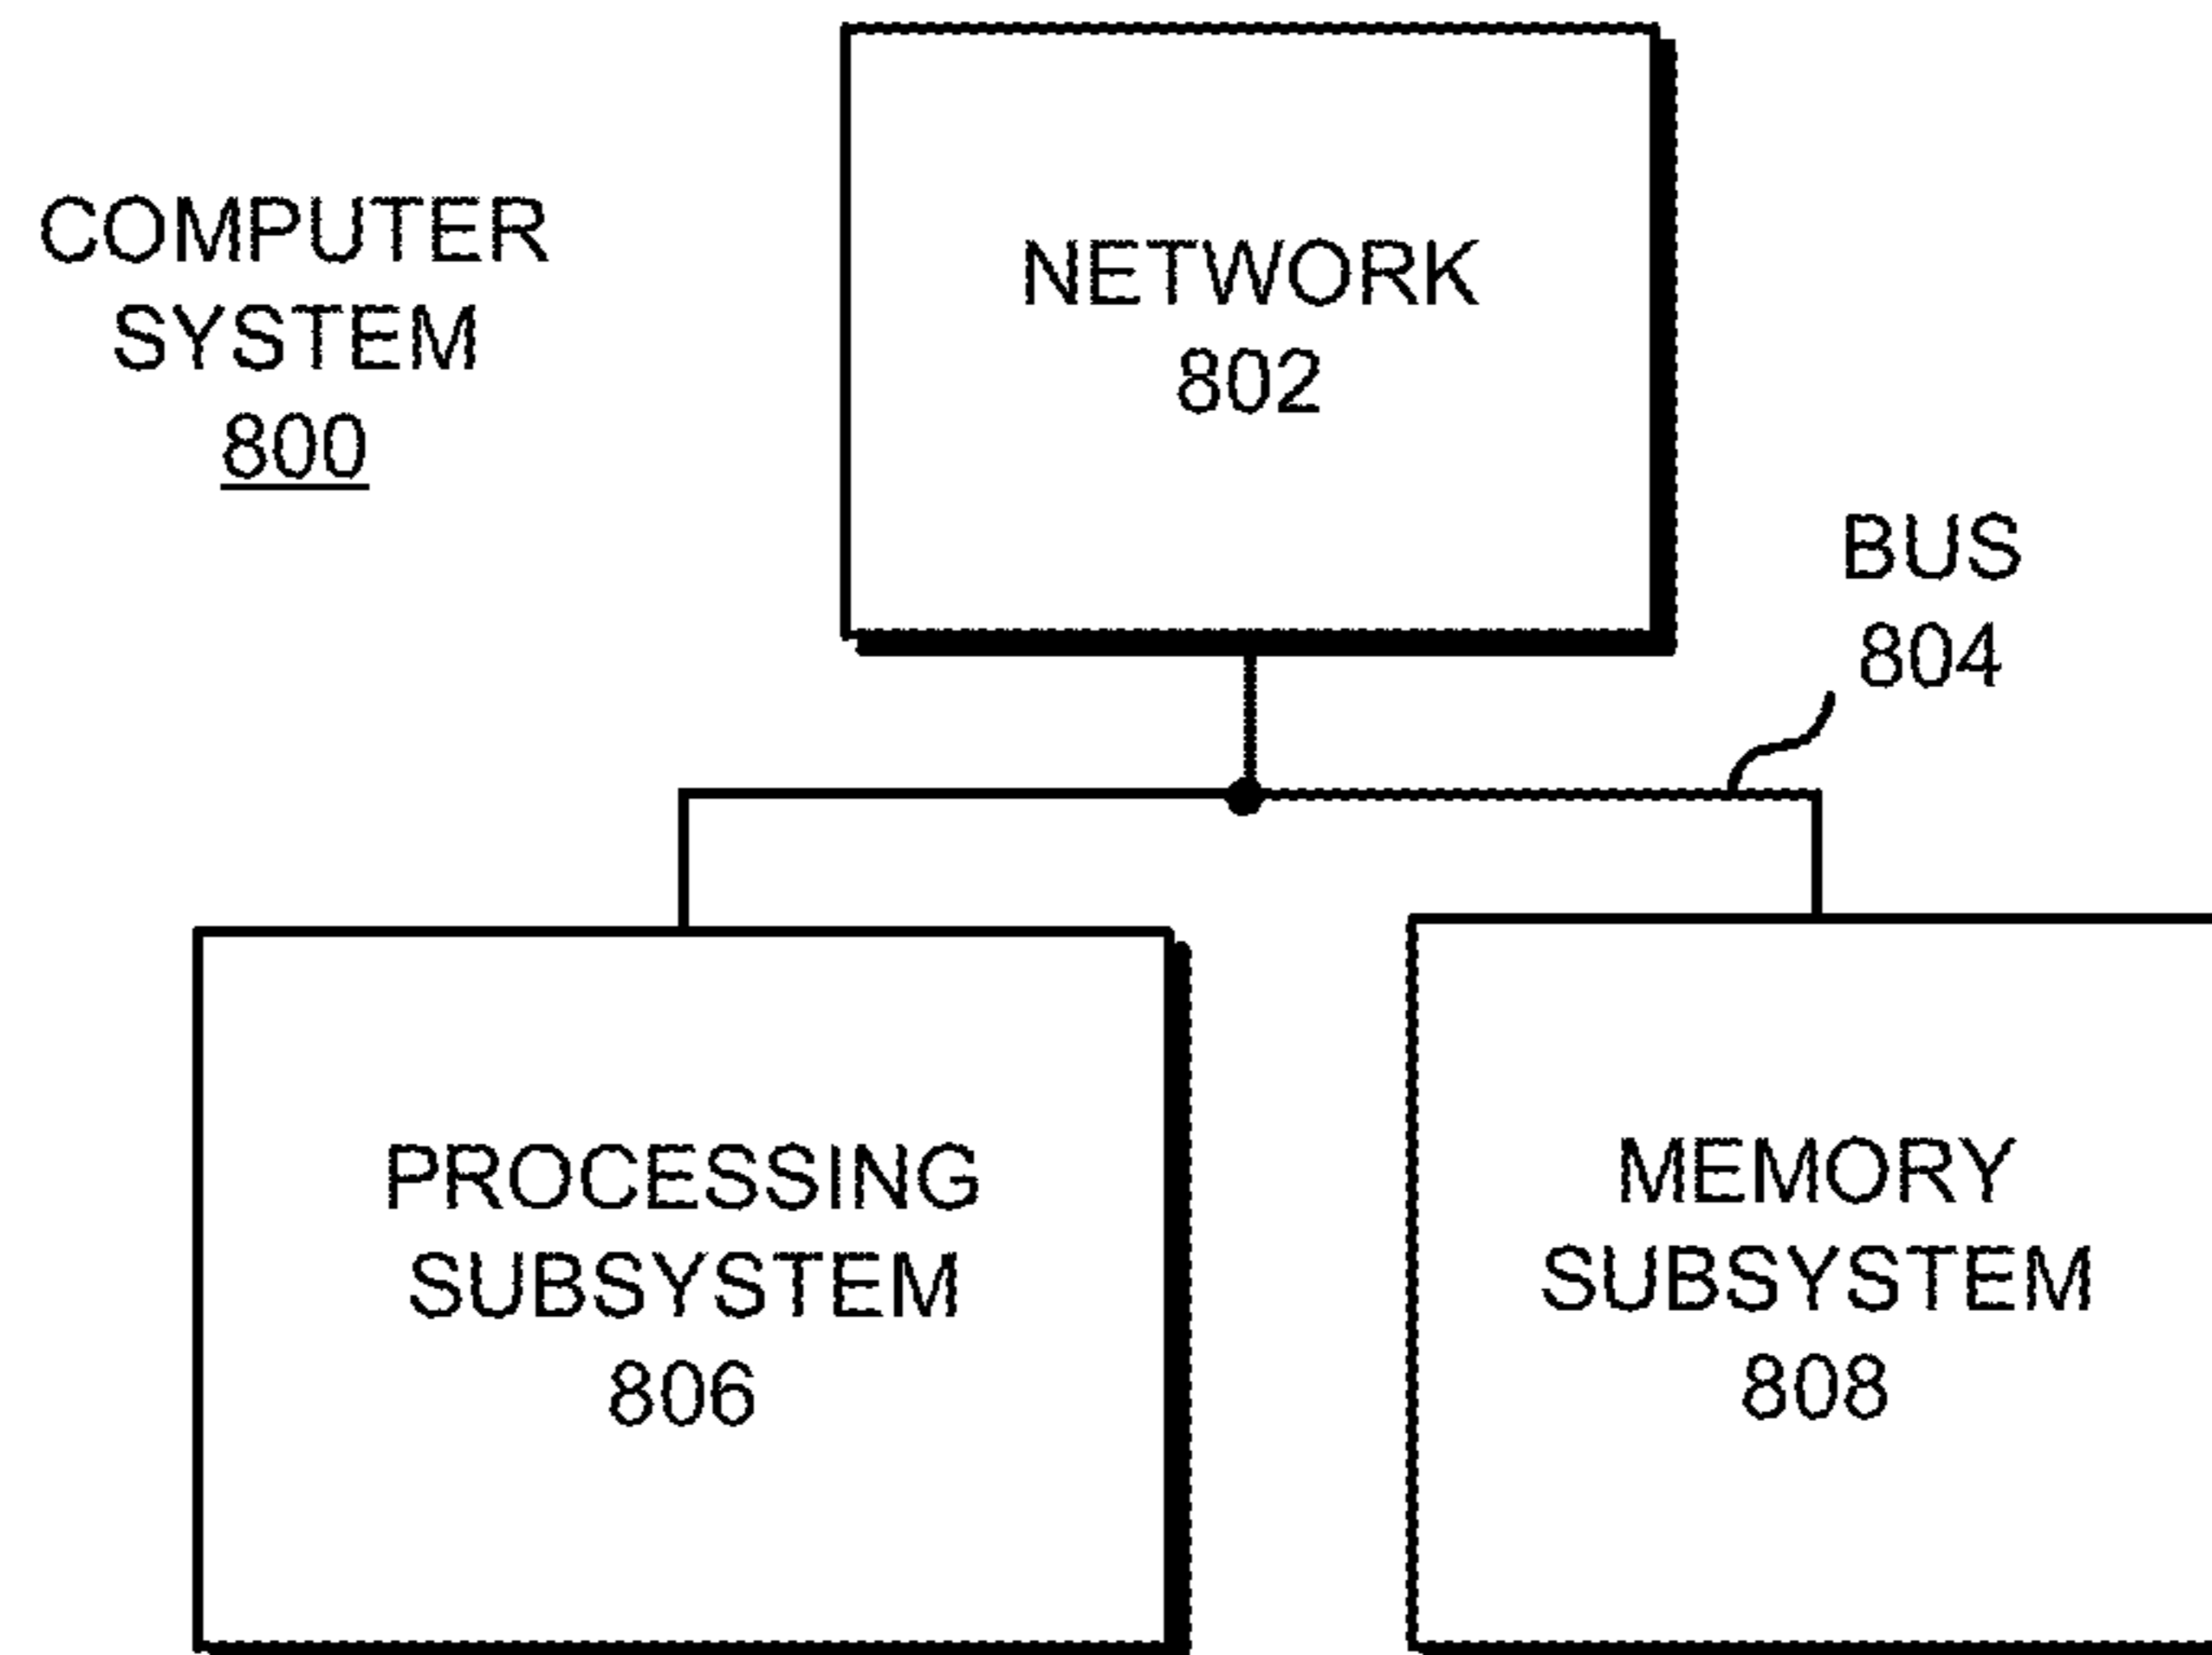 COMPUTER
SYSTEM
800
NETWORK
802
BUS
804
PROCESSING
SUBSYSTEM
806
MEMORY
SUBSYSTEM
808